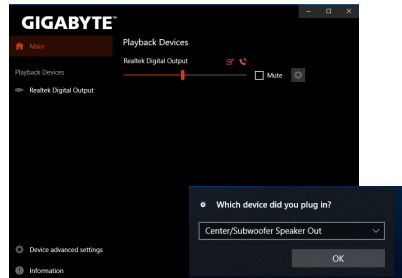 GIGABYTE™
Main
Playback Devices
Realtek Digital Output
Playback Devices
Realtek Digital Output
Mute
Device advanced settings
Information
Which device did you plug in?
Center/Subwoofer Speaker Out
OK